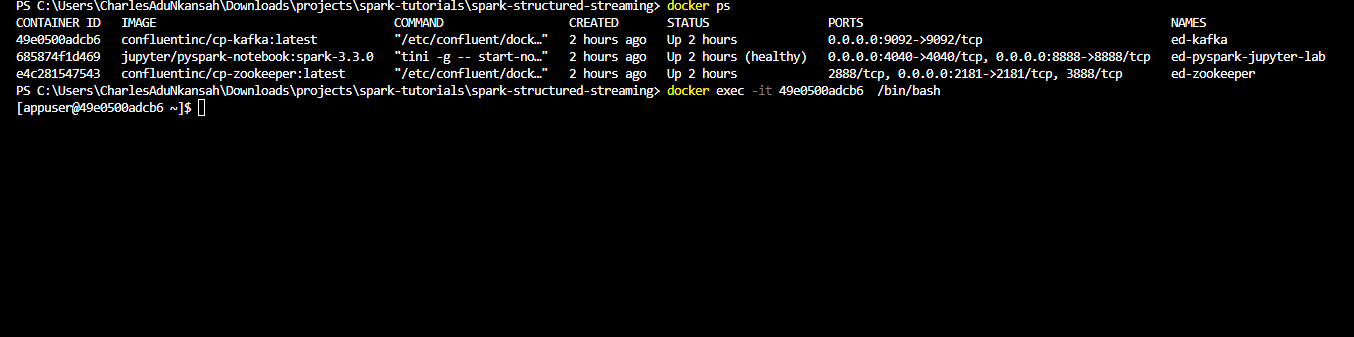 PS C:\Users\CharlesAduNkansah\Downloads\projects\spark-tutorials\spark-structured-streaming> docker ps
CONTAINER ID   IMAGE                                COMMAND                  CREATED       STATUS                 PORTS                                            NAMES
49e0500adcb6   confluentinc/cp-kafka:latest         "/etc/confluent/dock…"   2 hours ago   Up 2 hours             0.0.0.0:9092->9092/tcp                           ed-kafka
685874f1d469   jupyter/pyspark-notebook:spark-3.3.0   "tini -g -- start-no…"   2 hours ago   Up 2 hours (healthy)   0.0.0.0:4040->4040/tcp, 0.0.0.0:8888->8888/tcp   ed-pyspark-jupyter-lab
e4c281547543   confluentinc/cp-zookeeper:latest     "/etc/confluent/dock…"   2 hours ago   Up 2 hours             2888/tcp, 0.0.0.0:2181->2181/tcp, 3888/tcp       ed-zookeeper
PS C:\Users\CharlesAduNkansah\Downloads\projects\spark-tutorials\spark-structured-streaming> docker exec -it 49e0500adcb6  /bin/bash
[appuser@49e0500adcb6 ~]$